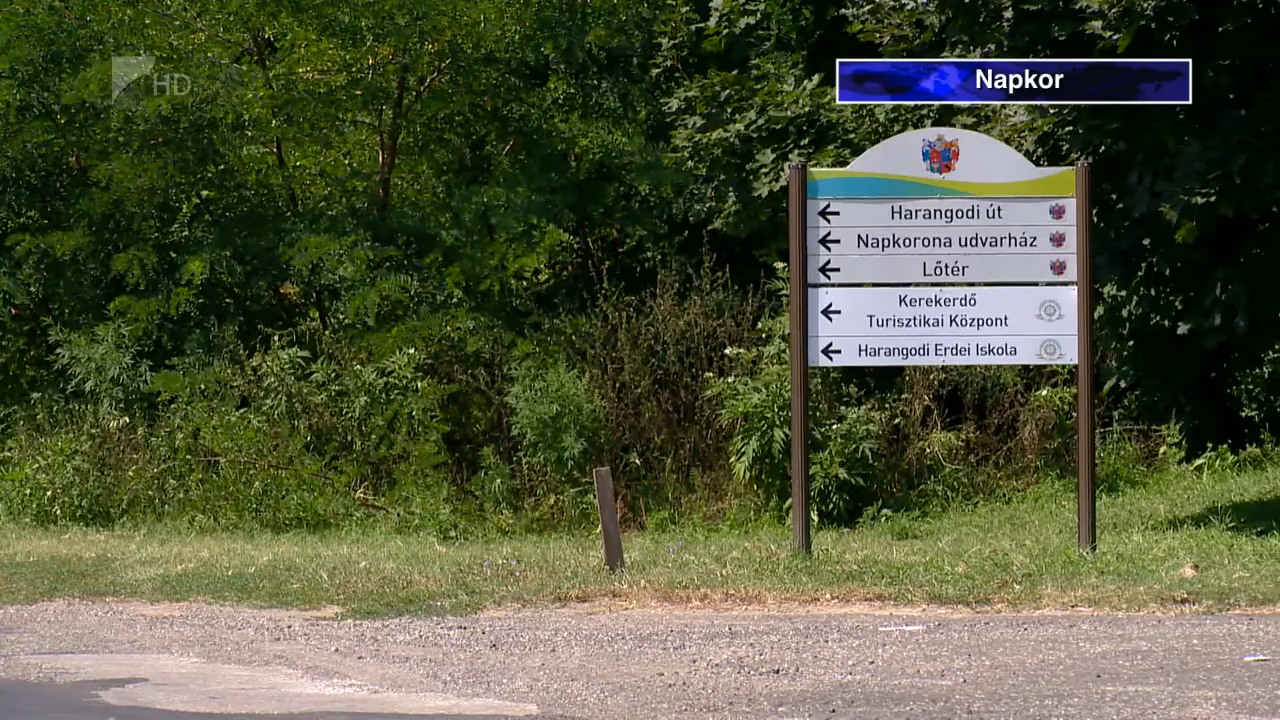 HD
Napkor
Harangodi út
Napkorona udvarház
Lőtér
Kerekerdő
Turisztikai Központ
Harangodi Erdei Iskola